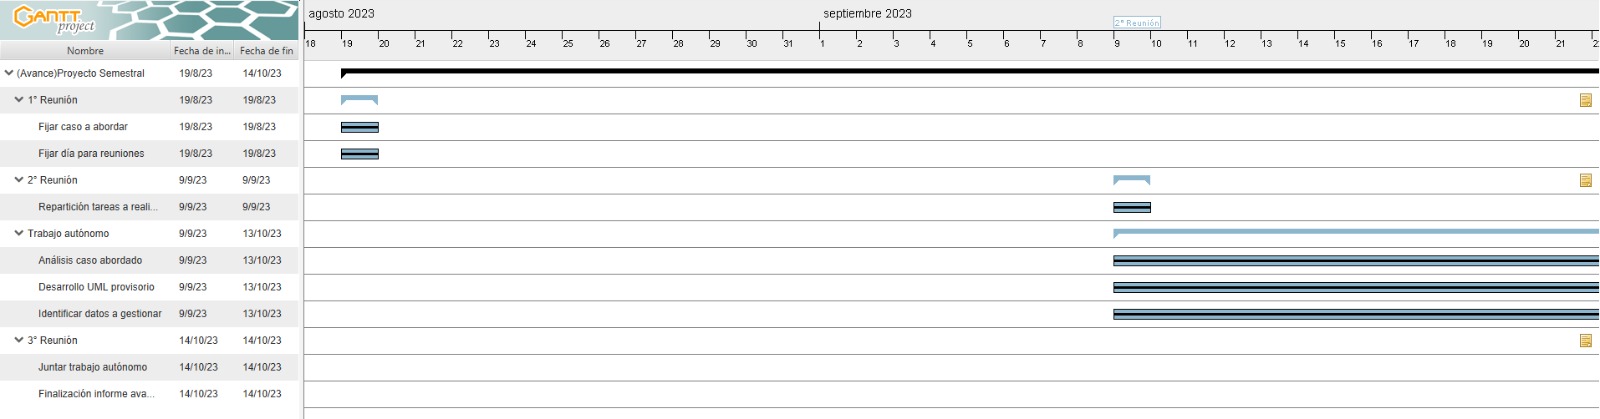 GANTT
project
agosto 2023
septiembre 2023
2° Reunión
Nombre Fecha de in... Fecha de fin
18 19 20 21 22 23 24 25 26 27 28 29 30 31 1 2 3 4 5 6 7 8 9 10 11 12 13 14 15 16 17 18 19 20 21 22
(Avance)Proyecto Semestral 19/8/23 14/10/23
1° Reunión 19/8/23 19/8/23
Fijar caso a abordar 19/8/23 19/8/23
Fijar día para reuniones 19/8/23 19/8/23
2° Reunión 9/9/23 9/9/23
Repartición tareas a reali... 9/9/23 9/9/23
Trabajo autónomo 9/9/23 13/10/23
Análisis caso abordado 9/9/23 13/10/23
Desarrollo UML provisorio 9/9/23 13/10/23
Identificar datos a gestionar 9/9/23 13/10/23
3° Reunión 14/10/23 14/10/23
Juntar trabajo autónomo 14/10/23 14/10/23
Finalización informe ava... 14/10/23 14/10/23